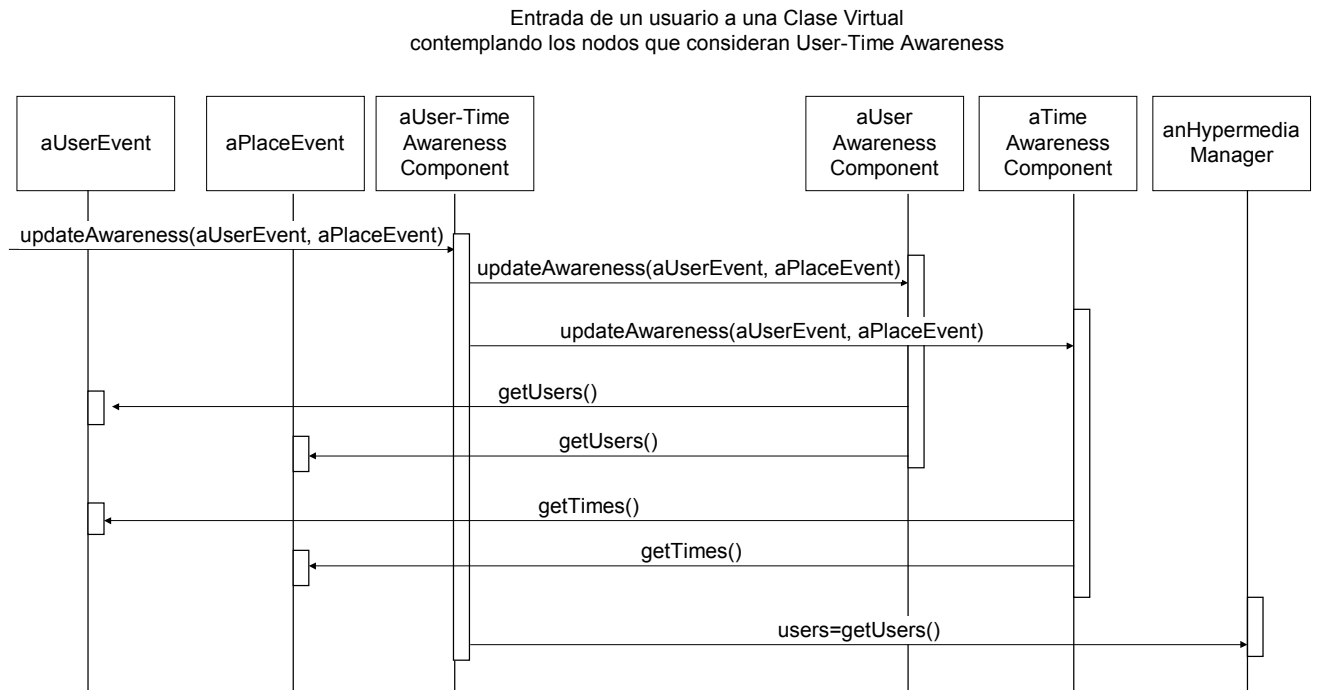 Entrada de un usuario a una Clase Virtual
contemplando los nodos que consideran User-Time Awareness
aUserEvent
aPlaceEvent
aUser-Time
Awareness
Component
aUser
Awareness
Component
aTime
Awareness
Component
anHypermedia
Manager
updateAwareness(aUserEvent, aPlaceEvent)
updateAwareness(aUserEvent, aPlaceEvent)
updateAwareness(aUserEvent, aPlaceEvent)
getUsers()
getUsers()
getTimes()
getTimes()
users=getUsers()